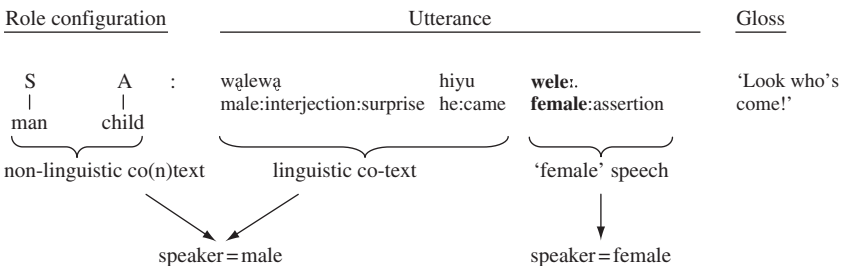 Role configuration Utterance Gloss
S A : wąlewą hiyu wele:. ‘Look who’s
man child male:interjection:surprise he:came female:assertion come!’
non-linguistic co(n)text linguistic co-text ‘female’ speech
speaker=male speaker=female